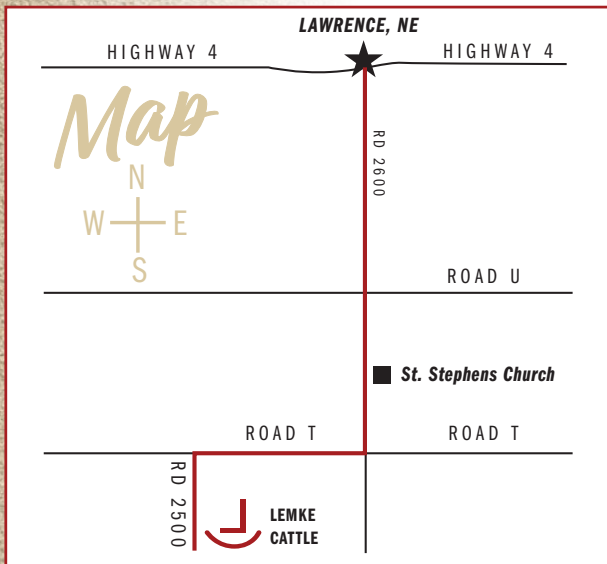 LAWRENCE, NE
HIGHWAY 4
HIGHWAY 4
Map
N
W E
S
RD 2600
ROAD U
St. Stephens Church
ROAD T
ROAD T
RD 2500
LEMKE
CATTLE